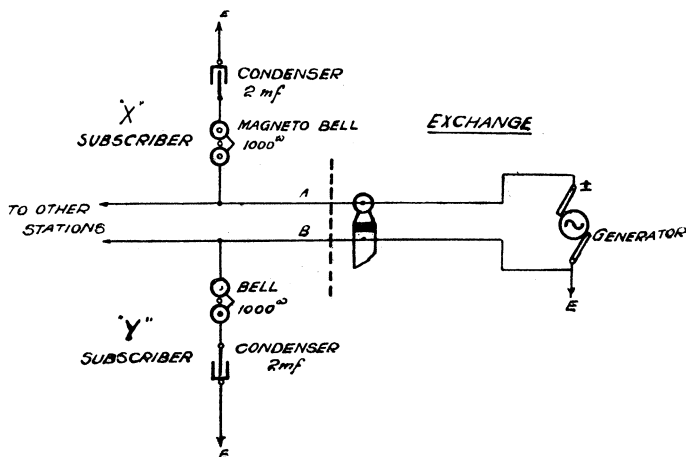 E
CONDENSER
2 mf
"X"
SUBSCRIBER
MAGNETO BELL
1000ω
EXCHANGE
A
±
TO OTHER
STATIONS
B
GENERATOR
BELL
1000ω
E
"Y"
SUBSCRIBER
CONDENSER
2mf
E